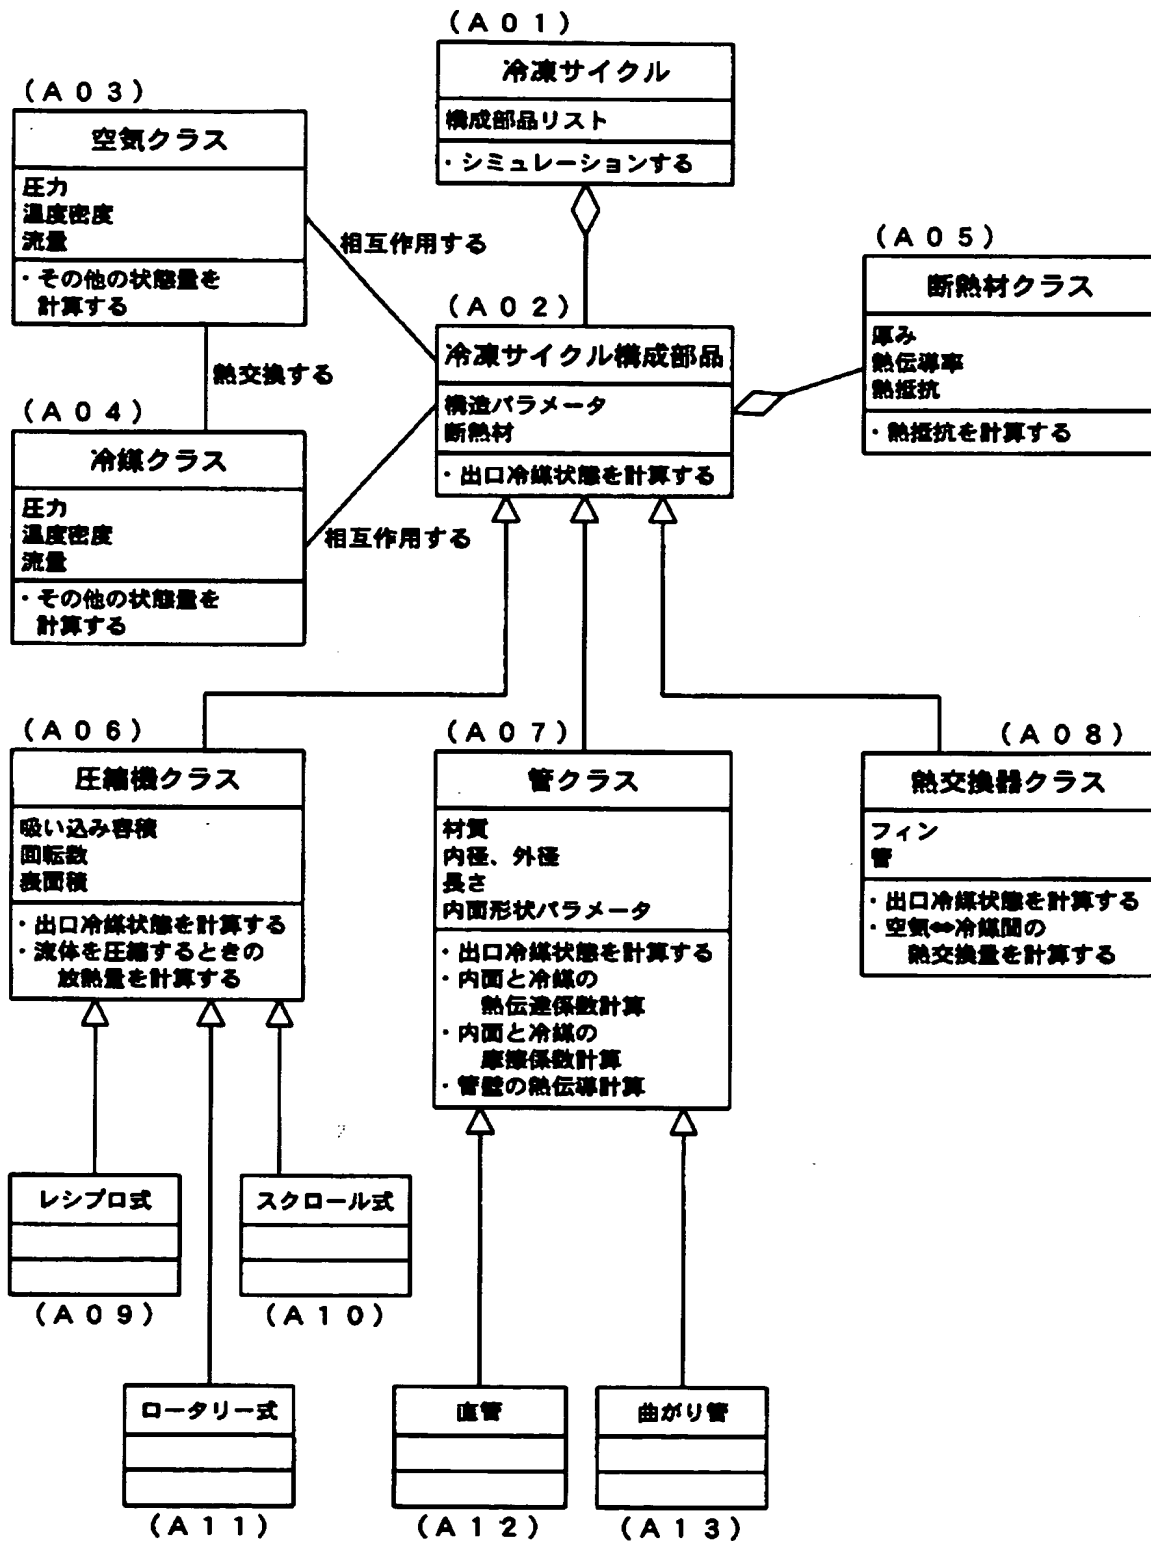 (A01)
冷凍サイクル
構成部品リスト
・シミュレーションする
(A03)
空気クラス
圧力
温度密度
流量
・その他の状態量を
計算する
相互作用する
(A05)
断熱材クラス
厚み
熱伝導率
熱抵抗
・熱抵抗を計算する
(A02)
冷凍サイクル構成部品
構造パラメータ
断熱材
・出口冷媒状態を計算する
熱交換する
(A04)
冷媒クラス
圧力
温度密度
流量
・その他の状態量を
計算する
相互作用する
(A06)
圧縮機クラス
吸い込み容積
回転数
表面積
・出口冷媒状態を計算する
・流体を圧縮するときの
放熱量を計算する
(A07)
管クラス
材質
内径、外径
長さ
内面形状パラメータ
・出口冷媒状態を計算する
・内面と冷媒の
熱伝達係数計算
・内面と冷媒の
摩擦係数計算
・管壁の熱伝導計算
(A08)
熱交換器クラス
フィン
管
・出口冷媒状態を計算する
・空気⇔冷媒間の
熱交換量を計算する
レシプロ式
(A09)
スクロール式
(A10)
ロータリー式
(A11)
直管
(A12)
曲がり管
(A13)